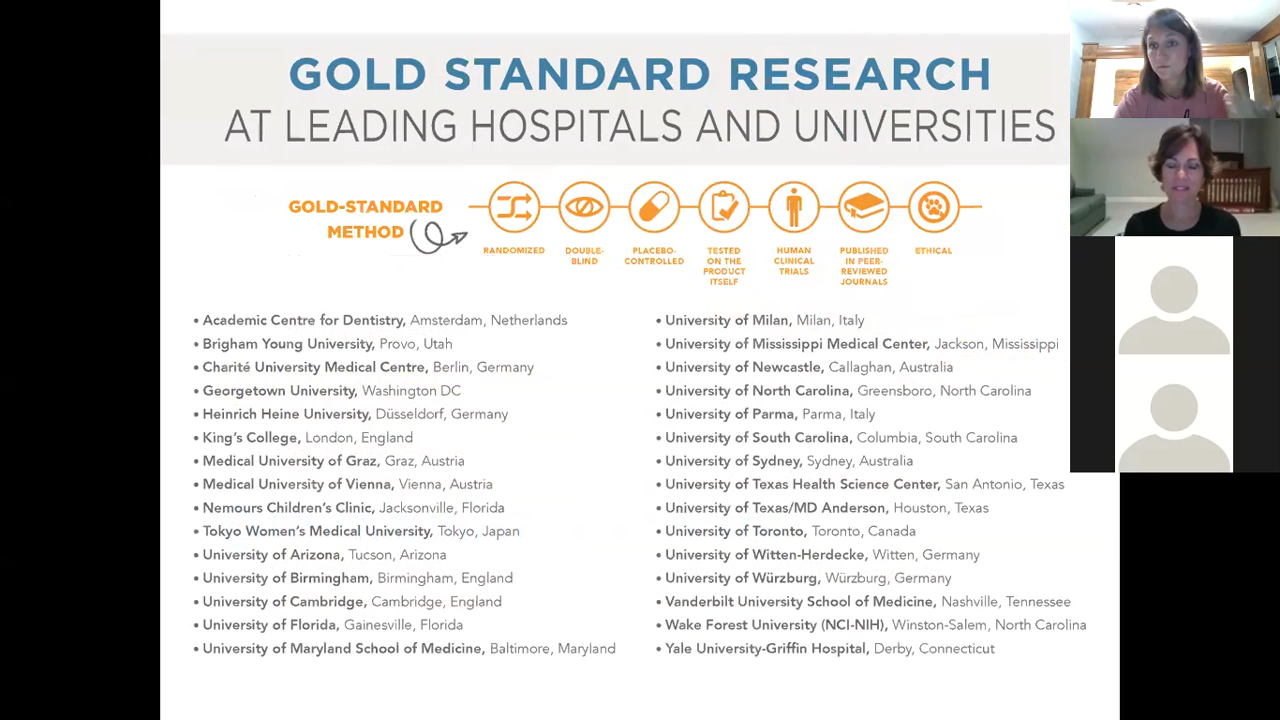 GOLD STANDARD RESEARCH
AT LEADING HOSPITALS AND UNIVERSITIES
GOLD-STANDARD
METHOD
RANDOMIZED
DOUBLE-
BLIND
PLACEBO-
CONTROLLED
TESTED
ON THE
PRODUCT
ITSELF
HUMAN
CLINICAL
TRIALS
PUBLISHED
IN PEER-
REVIEWED
JOURNALS
ETHICAL
• Academic Centre for Dentistry, Amsterdam, Netherlands
• Brigham Young University, Provo, Utah
• Charité University Medical Centre, Berlin, Germany
• Georgetown University, Washington DC
• Heinrich Heine University, Düsseldorf, Germany
• King's College, London, England
• Medical University of Graz, Graz, Austria
• Medical University of Vienna, Vienna, Austria
• Nemours Children's Clinic, Jacksonville, Florida
• Tokyo Women's Medical University, Tokyo, Japan
• University of Arizona, Tucson, Arizona
• University of Birmingham, Birmingham, England
• University of Cambridge, Cambridge, England
• University of Florida, Gainesville, Florida
• University of Maryland School of Medicine, Baltimore, Maryland
• University of Milan, Milan, Italy
• University of Mississippi Medical Center, Jackson, Mississippi
• University of Newcastle, Callaghan, Australia
• University of North Carolina, Greensboro, North Carolina
• University of Parma, Parma, Italy
• University of South Carolina, Columbia, South Carolina
• University of Sydney, Sydney, Australia
• University of Texas Health Science Center, San Antonio, Texas
• University of Texas/MD Anderson, Houston, Texas
• University of Toronto, Toronto, Canada
• University of Witten-Herdecke, Witten, Germany
• University of Würzburg, Würzburg, Germany
• Vanderbilt University School of Medicine, Nashville, Tennessee
• Wake Forest University (NCI-NIH), Winston-Salem, North Carolina
• Yale University-Griffin Hospital, Derby, Connecticut